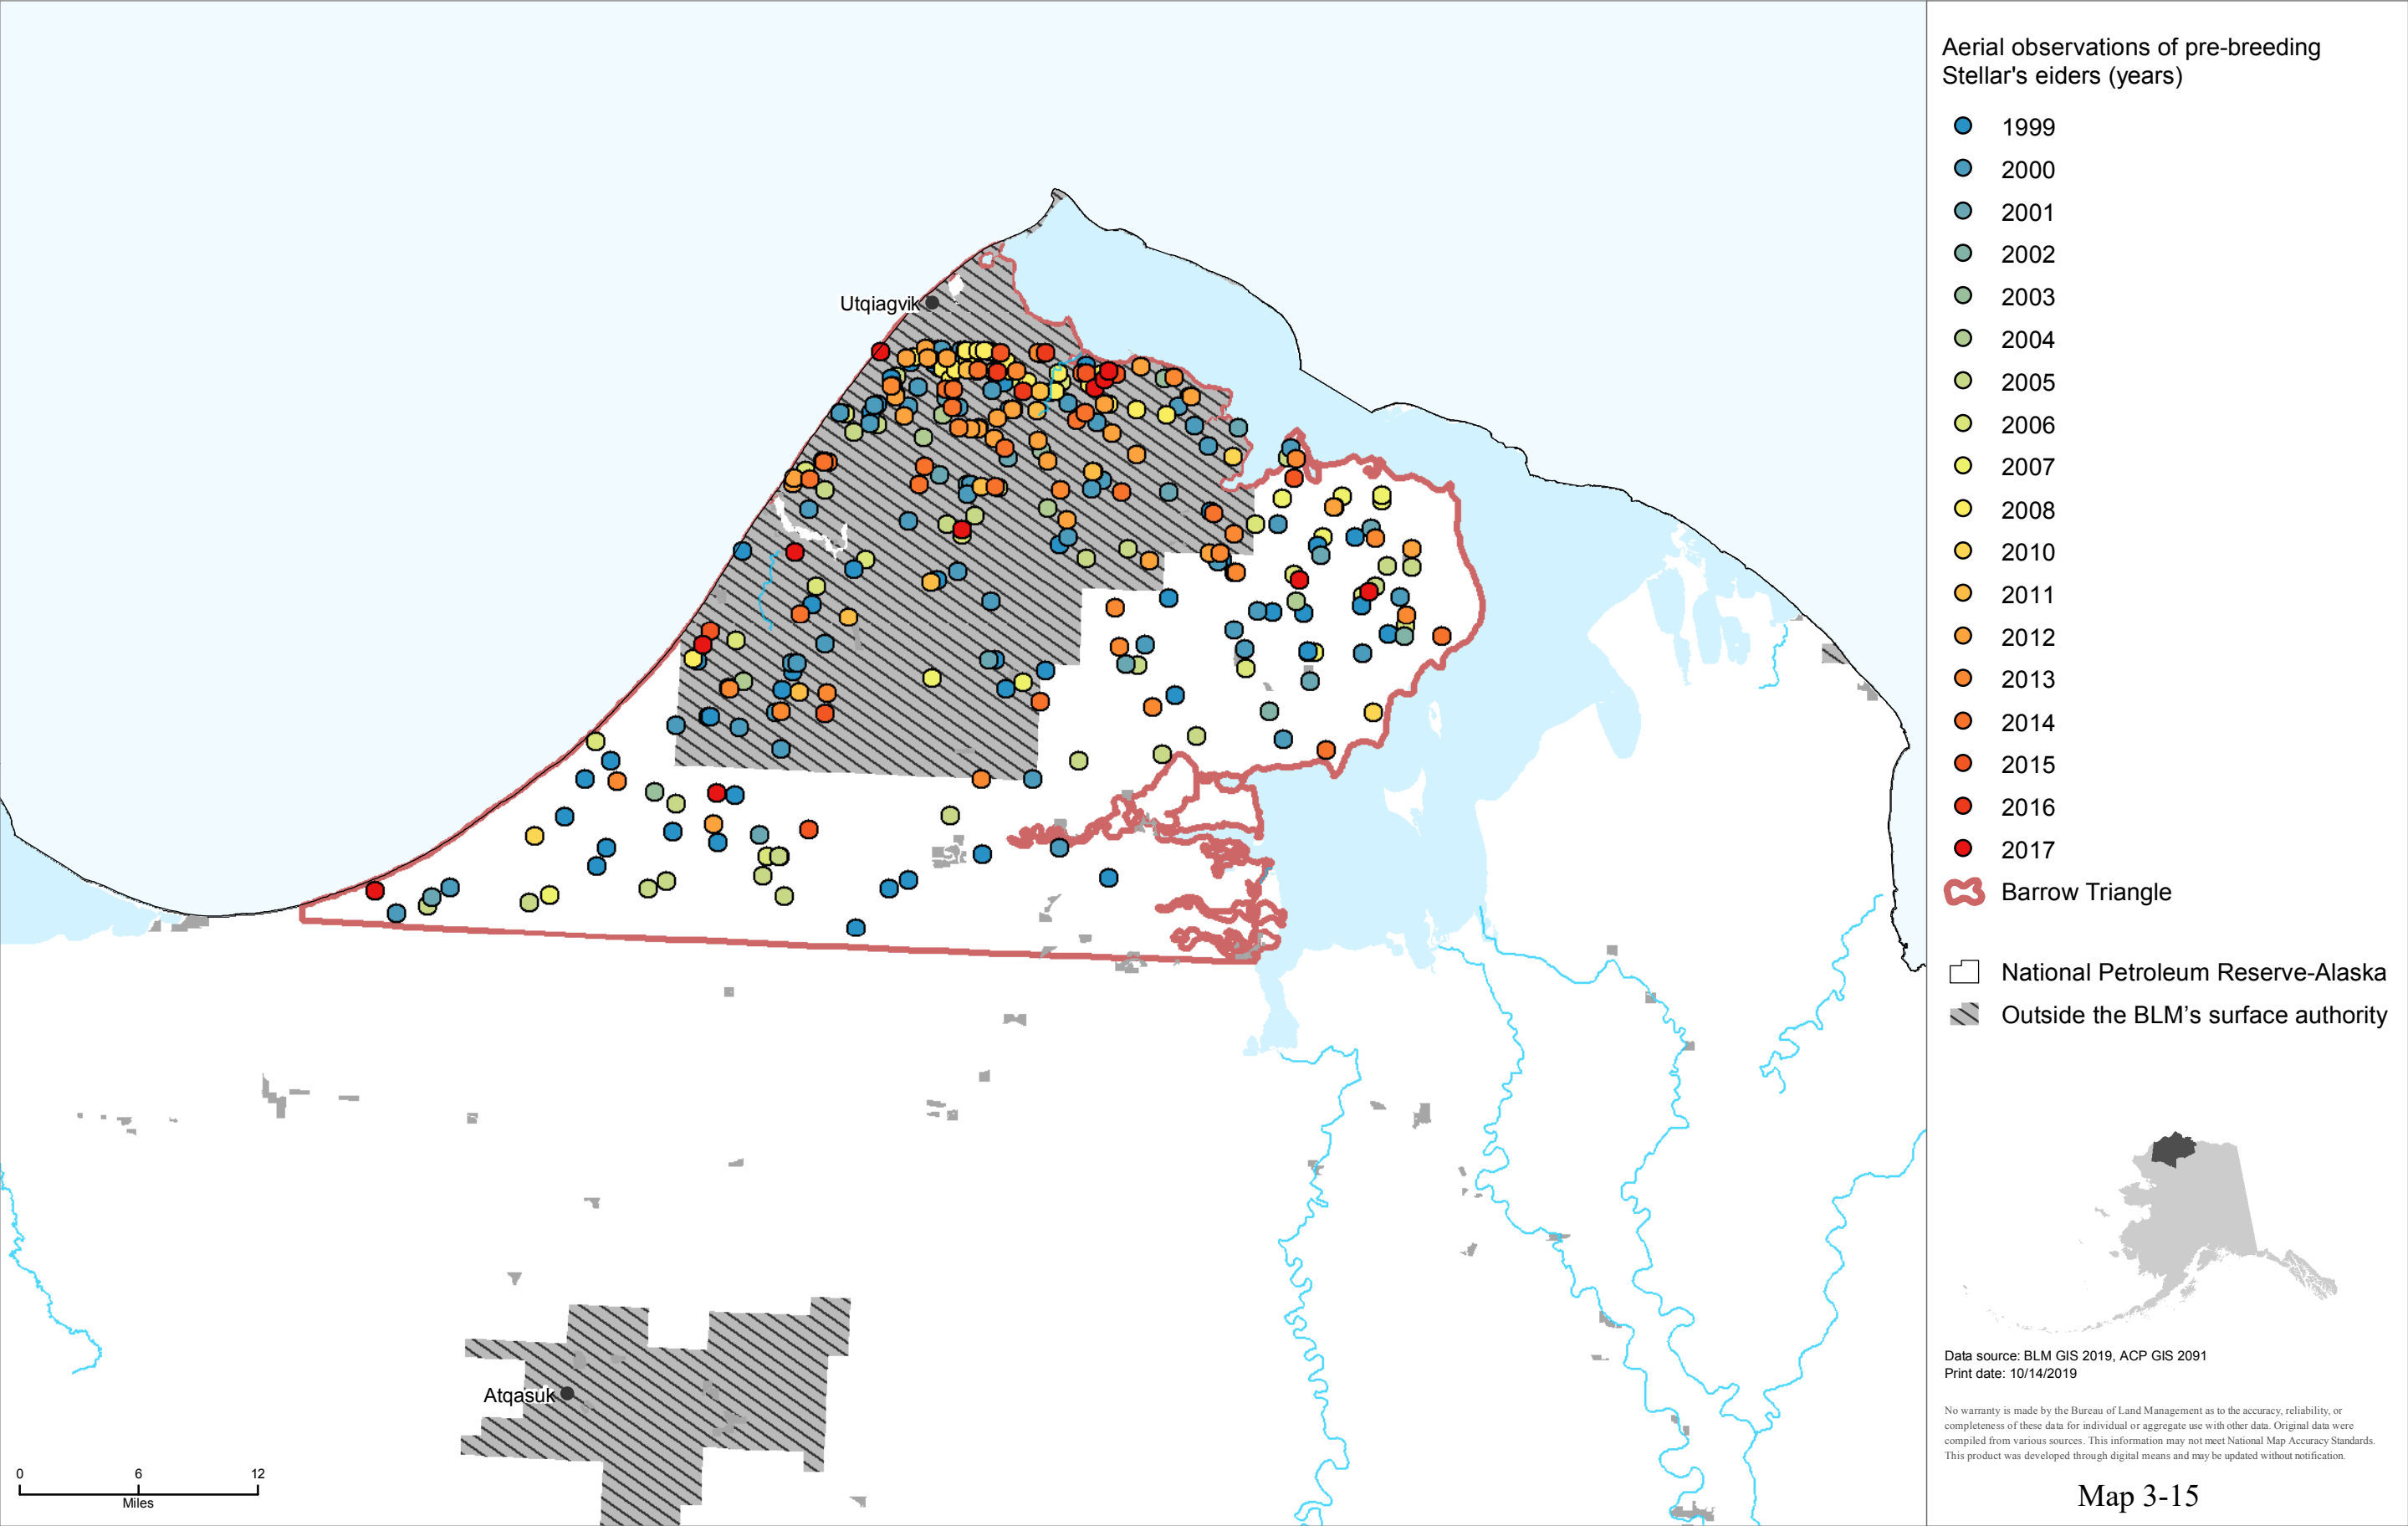 Aerial observations of pre-breeding
Stellar's eiders (years)
1999
2000
2001
2002
2003
2004
2005
2006
2007
2008
2010
2011
2012
2013
2014
2015
2016
2017
Barrow Triangle
National Petroleum Reserve-Alaska
Outside the BLM's surface authority
Utqiagvik
Atqasuk
0 6 12
Miles
Data source: BLM GIS 2019, ACP GIS 2091
Print date: 10/14/2019
No warranty is made by the Bureau of Land Management as to the accuracy, reliability, or
completeness of these data for individual or aggregate use with other data. Original data were
compiled from various sources. This information may not meet National Map Accuracy Standards.
This product was developed through digital means and may be updated without notification.
Map 3-15